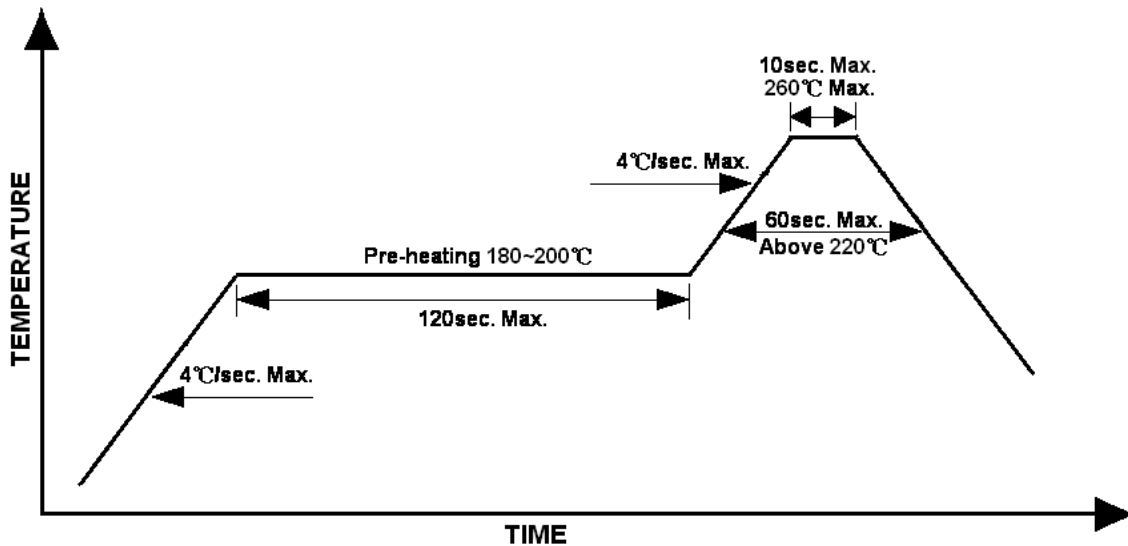 10sec. Max.
260℃ Max.
4℃/sec. Max.
60sec. Max.
Above 220℃
Pre-heating 180~200℃
120sec. Max.
4℃/sec. Max.
TEMPERATURE
TIME